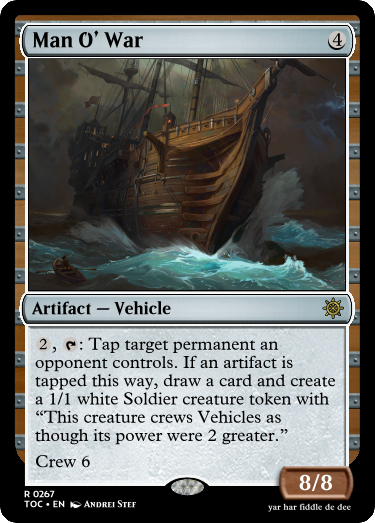 Man O' War 4
Artifact — Vehicle
2, : Tap target permanent an
opponent controls. If an artifact is
tapped this way, draw a card and create
a 1/1 white Soldier creature token with
“This creature crews Vehicles as
though its power were 2 greater.”
Crew 6
8/8
R 0267
TOC • EN Andrei Stef
yar har fiddle de dee